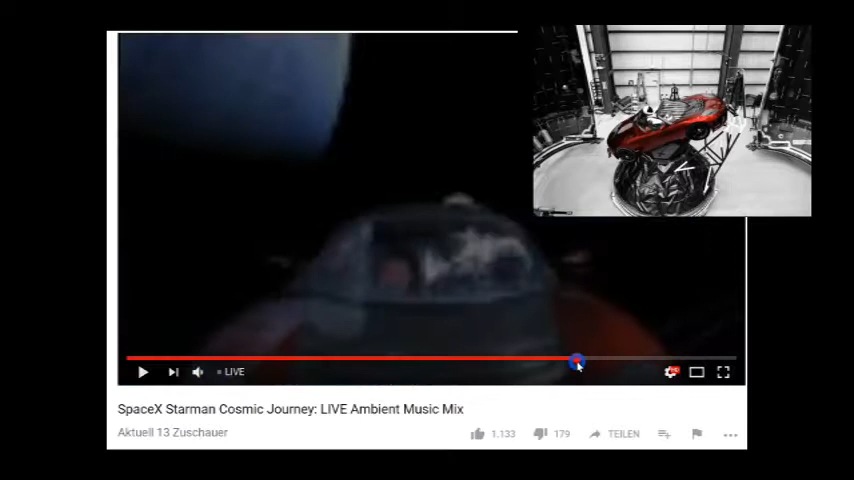 LIVE
SpaceX Starman Cosmic Journey: LIVE Ambient Music Mix
Aktuell 13 Zuschauer
1.133 179 TEILEN